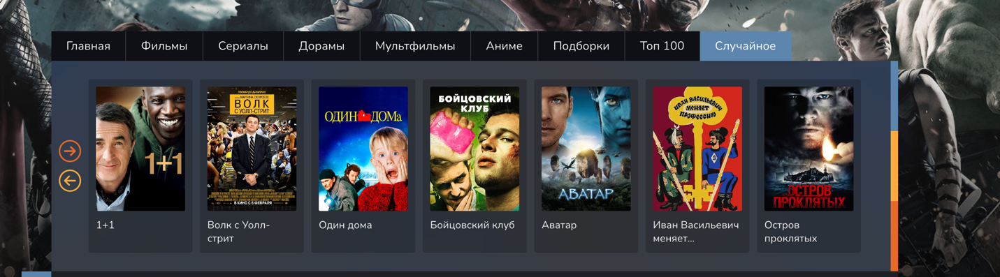 Главная Фильмы Сериалы Дорамы Мультфильмы Аниме Подборки Топ 100 Случайное
1+1
ЛЕОНАРДО ДИКАПРИО
МАРТИНА СКОРСЕЗЕ
ВОЛК
С УОЛЛ-СТРИТ
В КИНО С 6 ФЕВРАЛЯ
ОДИН ДОМа
БОЙЦОВСКИЙ
КЛУБ
АВАТАР
ИВАН ВАСИЛЬЕВИЧ
МЕНЯЕТ
ПРОФЕССИЮ
ОСТРОВ
ПРОКЛЯТЫХ
1+1
Волк с Уолл-
стрит
Один дома
Бойцовский клуб
Аватар
Иван Васильевич
меняет...
Остров
проклятых